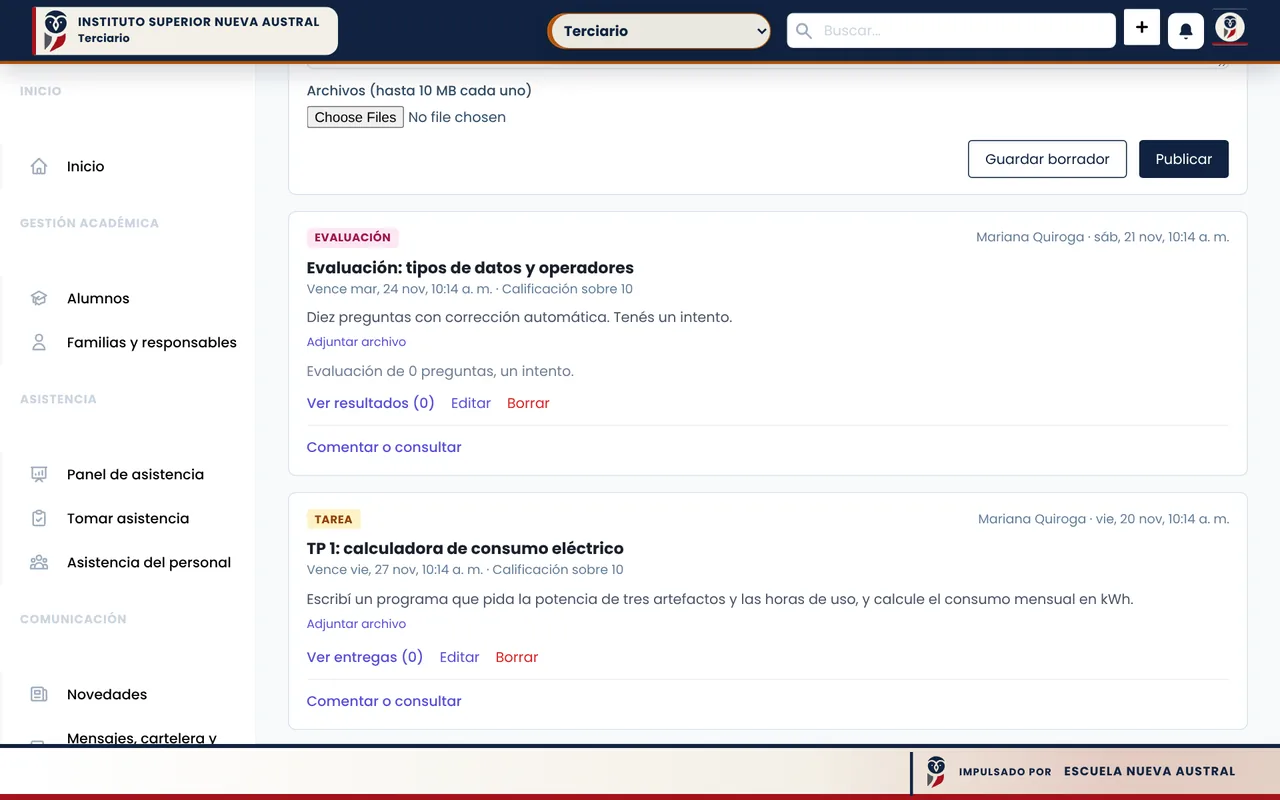 INSTITUTO SUPERIOR NUEVA AUSTRAL
Terciario
Terciario
Buscar...
+
INICIO
Inicio
GESTIÓN ACADÉMICA
Alumnos
Familias y responsables
ASISTENCIA
Panel de asistencia
Tomar asistencia
Asistencia del personal
COMUNICACIÓN
Novedades
Mensajes, cartelera y
Archivos (hasta 10 MB cada uno)
Choose Files No file chosen
Guardar borrador
Publicar
EVALUACIÓN
Mariana Quiroga · sáb, 21 nov, 10:14 a. m.
Evaluación: tipos de datos y operadores
Vence mar, 24 nov, 10:14 a. m. · Calificación sobre 10
Diez preguntas con corrección automática. Tenés un intento.
Adjuntar archivo
Evaluación de 0 preguntas, un intento.
Ver resultados (0) Editar Borrar
Comentar o consultar
TAREA
Mariana Quiroga · vie, 20 nov, 10:14 a. m.
TP 1: calculadora de consumo eléctrico
Vence vie, 27 nov, 10:14 a. m. · Calificación sobre 10
Escribí un programa que pida la potencia de tres artefactos y las horas de uso, y calcule el consumo mensual en kWh.
Adjuntar archivo
Ver entregas (0) Editar Borrar
Comentar o consultar
IMPULSADO POR ESCUELA NUEVA AUSTRAL